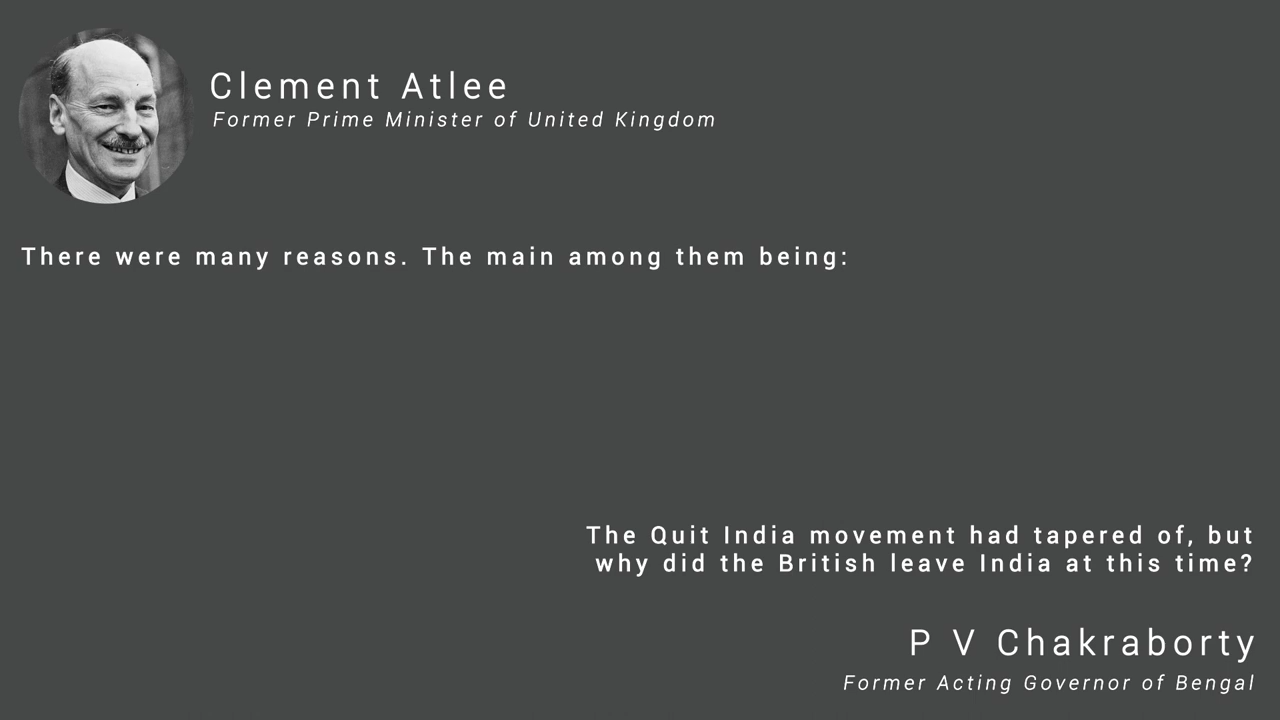 Clement Atlee
Former Prime Minister of United Kingdom
There were many reasons. The main among them being:
The Quit India movement had tapered of, but
why did the British leave India at this time?
P V Chakraborty
Former Acting Governor of Bengal